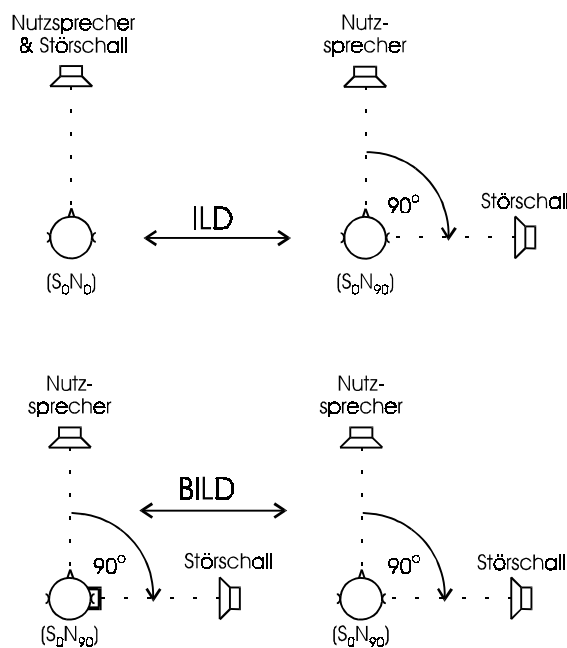 Nutzsprecher
& Störschall
Nutz-
sprecher
90°
Störschall
ILD
(S₀N₀)
(S₀N₉₀)
Nutz-
sprecher
Nutz-
sprecher
BILD
90°
Störschall
90°
Störschall
(S₀N₉₀)
(S₀N₉₀)